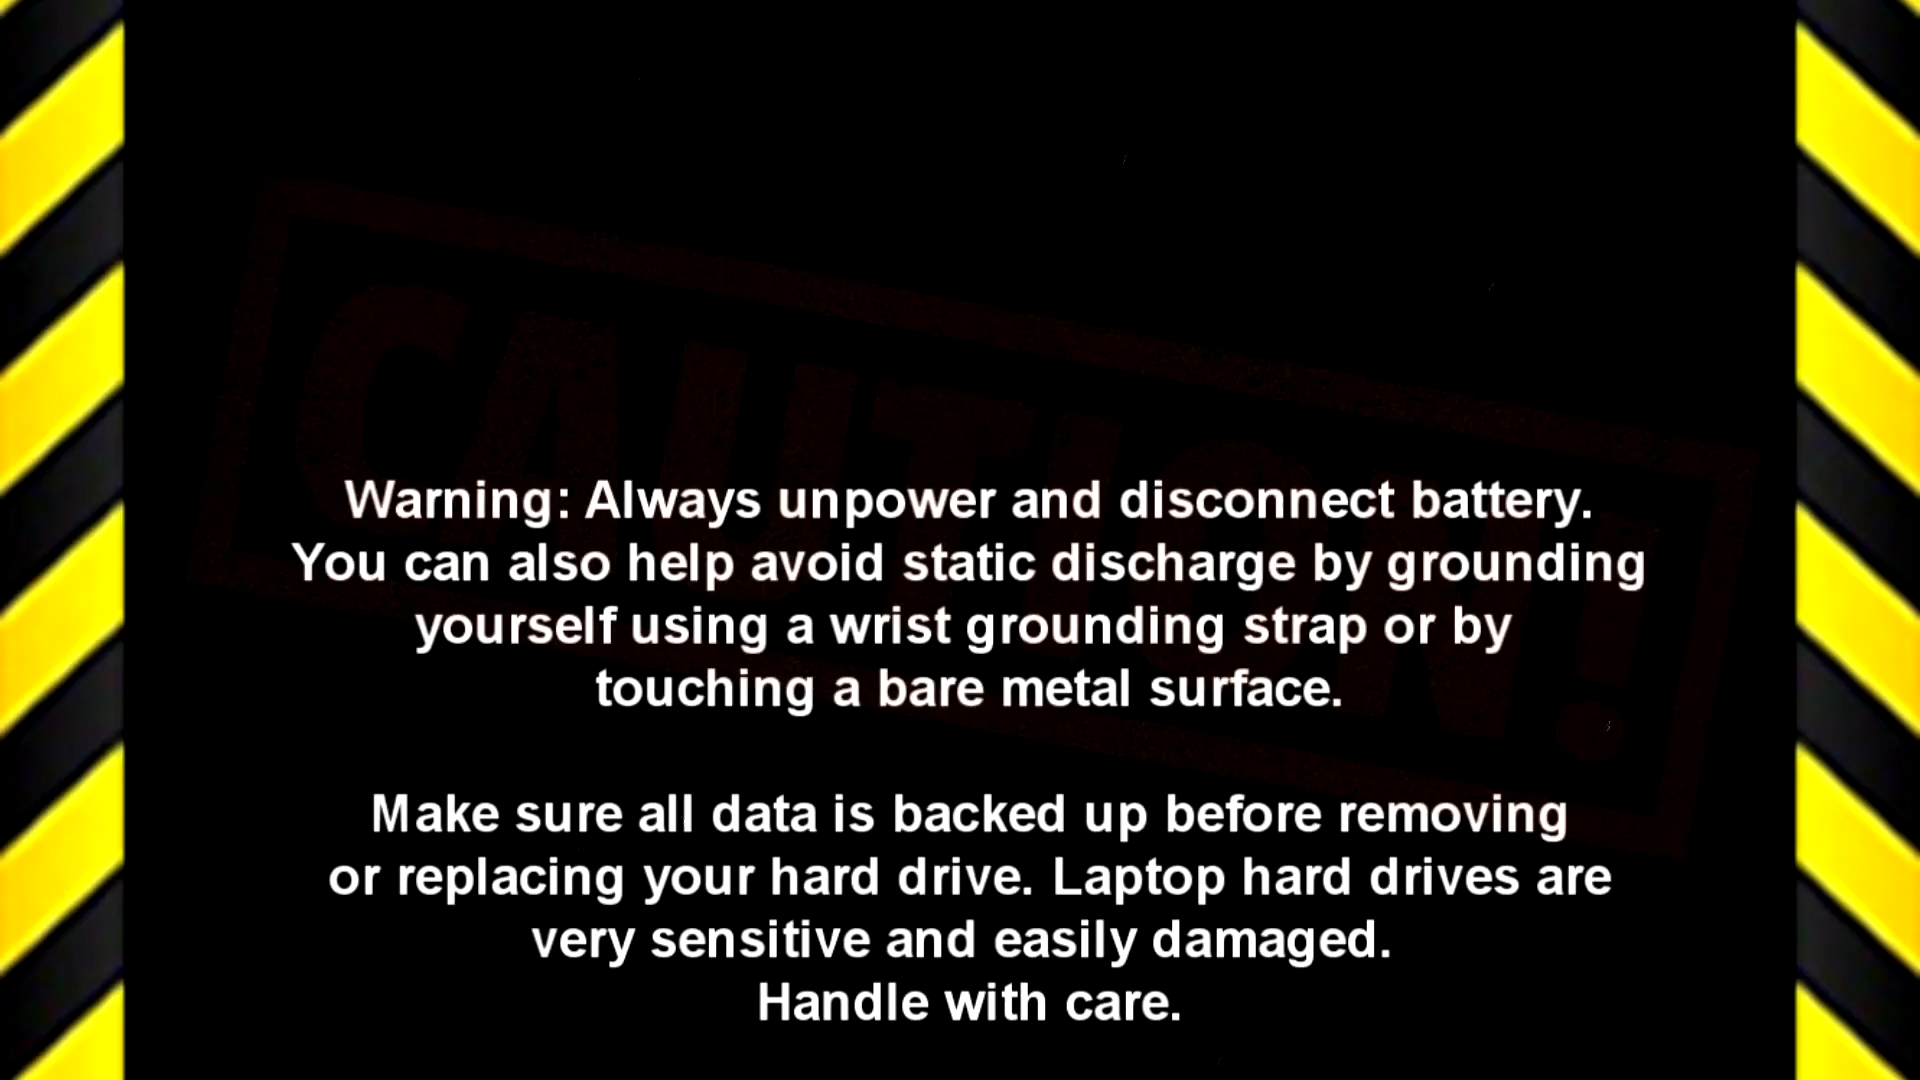 CAUTION!
Warning: Always unpower and disconnect battery.
You can also help avoid static discharge by grounding
yourself using a wrist grounding strap or by
touching a bare metal surface.
Make sure all data is backed up before removing
or replacing your hard drive. Laptop hard drives are
very sensitive and easily damaged.
Handle with care.